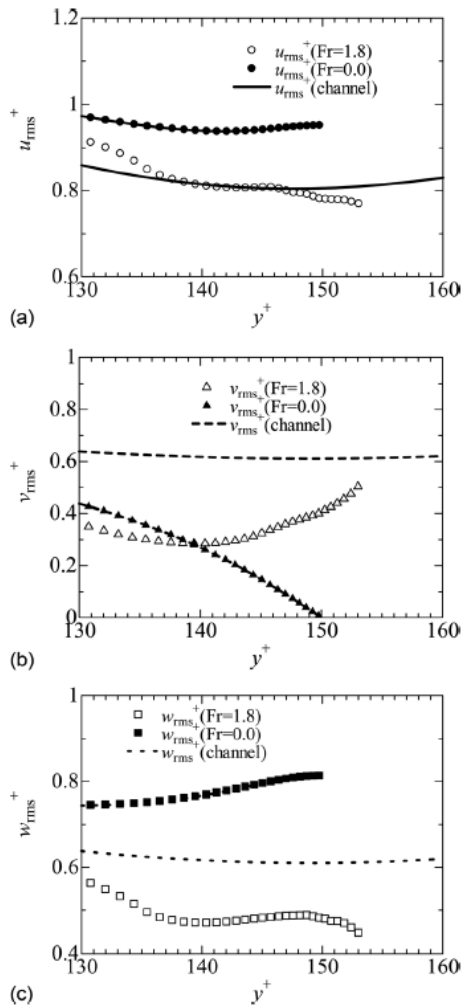 1.2
1
0.8
0.6
130
140
150
160
u_rms^+
y^+
u_rms^+(Fr=1.8)
u_rms^+(Fr=0.0)
u_rms^+(channel)
(a)
1
0.8
0.6
0.4
0.2
0
130
140
150
160
v_rms^+
y^+
v_rms^+(Fr=1.8)
v_rms^+(Fr=0.0)
v_rms^+(channel)
(b)
1
0.8
0.6
0.4
130
140
150
160
w_rms^+
y^+
w_rms^+(Fr=1.8)
w_rms^+(Fr=0.0)
w_rms^+(channel)
(c)